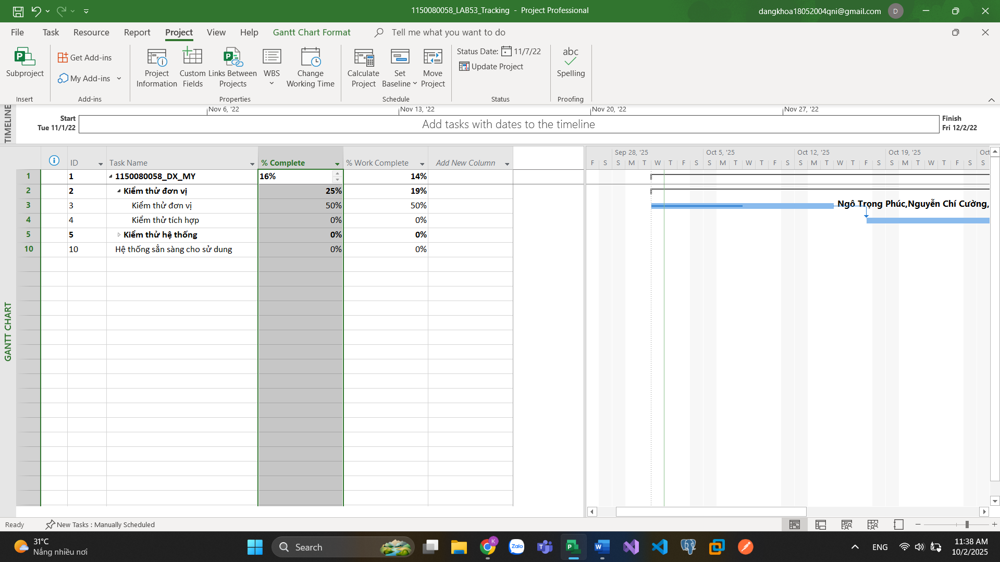 1150080058_LAB53_Tracking - Project Professional
dangkhoa18052004qni@gmail.com D
File Task Resource Report Project View Help Gantt Chart Format Tell me what you want to do
Subproject
Insert
Get Add-ins
My Add-ins
Add-ins
Project Information
Custom Fields
Links Between Projects
WBS
Change Working Time
Properties
Calculate Project
Set Baseline
Move Project
Schedule
Status Date: 11/7/22
Update Project
Status
abc
Spelling
Proofing
TIMELINE
Nov 6, '22 Nov 13, '22 Nov 20, '22 Nov 27, '22
Start
Tue 11/1/22
Add tasks with dates to the timeline
Finish
Fri 12/2/22
GANTT CHART
ID Task Name % Complete % Work Complete Add New Column
1 1 1150080058_DX_MY 16% 14%
2 2 Kiểm thử đơn vị 25% 19%
3 3 Kiểm thử đơn vị 50% 50%
4 4 Kiểm thử tích hợp 0% 0%
5 5 Kiểm thử hệ thống 0% 0%
10 10 Hệ thống sẵn sàng cho sử dụng 0% 0%
Sep 28, '25 Oct 5, '25 Oct 12, '25 Oct 19, '25 Oct
F S S M T W T F S S M T W T F S S M T W T F S S M T W T F S S
Ngô Trọng Phúc,Nguyễn Chí Cường,
Ready New Tasks : Manually Scheduled
31°C
Nắng nhiều nơi
Search
K
Zalo
ENG
11:38 AM
10/2/2025